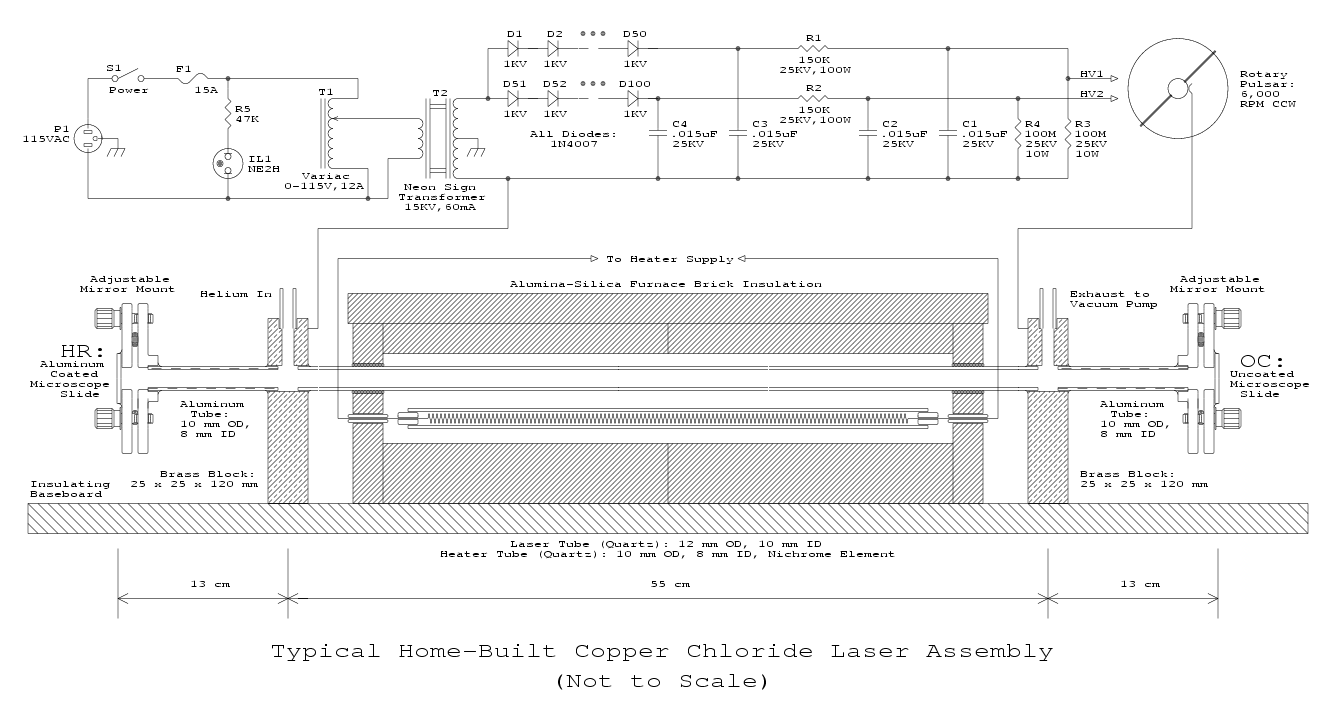 D1 D2 D50
1KV 1KV 1KV
R1
150K
25KV,100W
S1
Power
F1
15A
R5
47K
P1
115VAC
IL1
NE2H
T1
Variac
0-115V,12A
T2
Neon Sign
Transformer
15KV,60mA
D51 D52 D100
1KV 1KV 1KV
All Diodes:
1N4007
R2
150K
25KV,100W
C4
.015uF
25KV
C3
.015uF
25KV
C2
.015uF
25KV
C1
.015uF
25KV
R4
100M
25KV
10W
R3
100M
25KV
10W
HV1
HV2
Rotary
Pulsar:
6,000
RPM CCW
To Heater Supply
Adjustable
Mirror Mount
Helium In
Alumina-Silica Furnace Brick Insulation
Exhaust to
Vacuum Pump
Adjustable
Mirror Mount
HR:
Aluminum
Coated
Microscope
Slide
OC:
Uncoated
Microscope
Slide
Aluminum
Tube:
10 mm OD,
8 mm ID
Aluminum
Tube:
10 mm OD,
8 mm ID
Brass Block:
25 x 25 x 120 mm
Brass Block:
25 x 25 x 120 mm
Insulating
Baseboard
Laser Tube (Quartz): 12 mm OD, 10 mm ID
Heater Tube (Quartz): 10 mm OD, 8 mm ID, Nichrome Element
13 cm 55 cm 13 cm
Typical Home-Built Copper Chloride Laser Assembly
(Not to Scale)